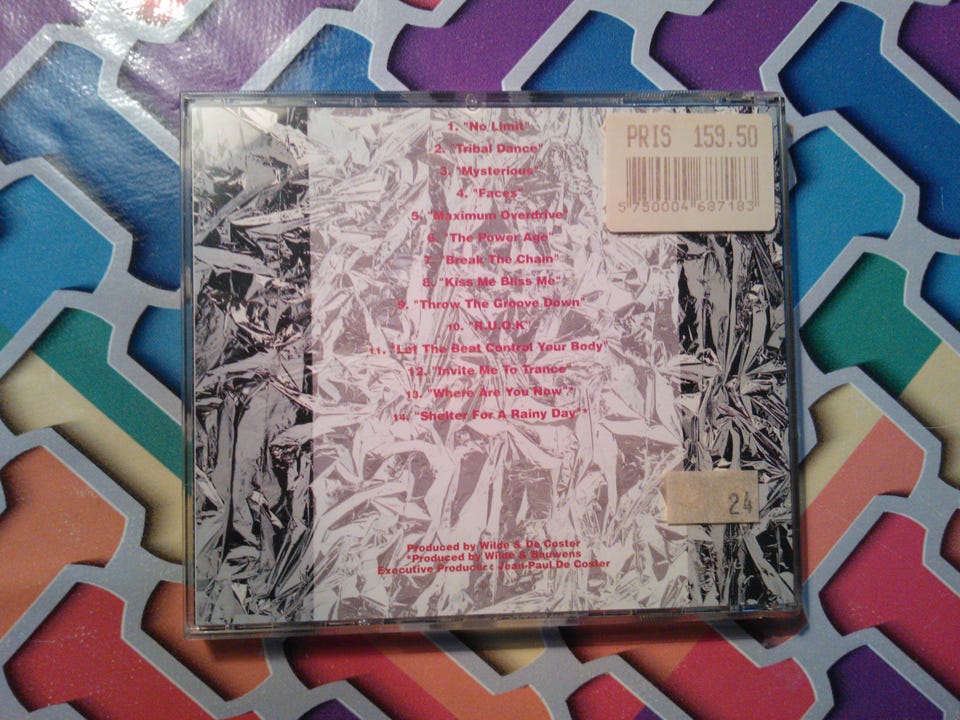 1. "No Limit"
2. "Tribal Dance"
3. "Mysterious"
4. "Faces"
5. "Maximum Overdrive"
6. "The Power Age"
7. "Break The Chain"
8. "Kiss Me Bliss Me"
9. "Throw The Groove Down"
10. "R.U.O.K"
11. "Let The Beat Control Your Body"
12. "Invite Me To Trance"
13. "Where Are You Now"*
14. "Shelter For A Rainy Day"*
PRIS 159.50
5 750004 687183
24
Produced by Wilde & De Coster
*Produced by Wilde & Bauwens
Executive Producer: Jean-Paul De Coster